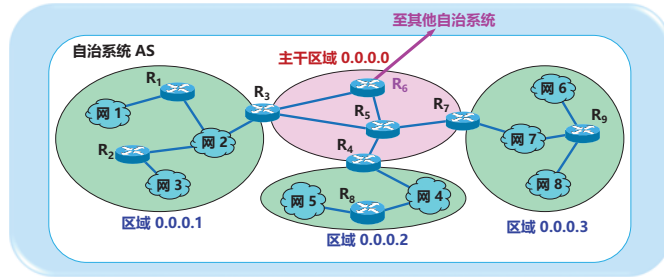 至其他自治系统
自治系统 AS
主干区域 0.0.0.0
R1
R3
R6
R7
网 6
网 1
R5
R9
R2
网 2
R4
网 7
网 3
R8
网 5
网 4
网 8
区域 0.0.0.1
区域 0.0.0.2
区域 0.0.0.3